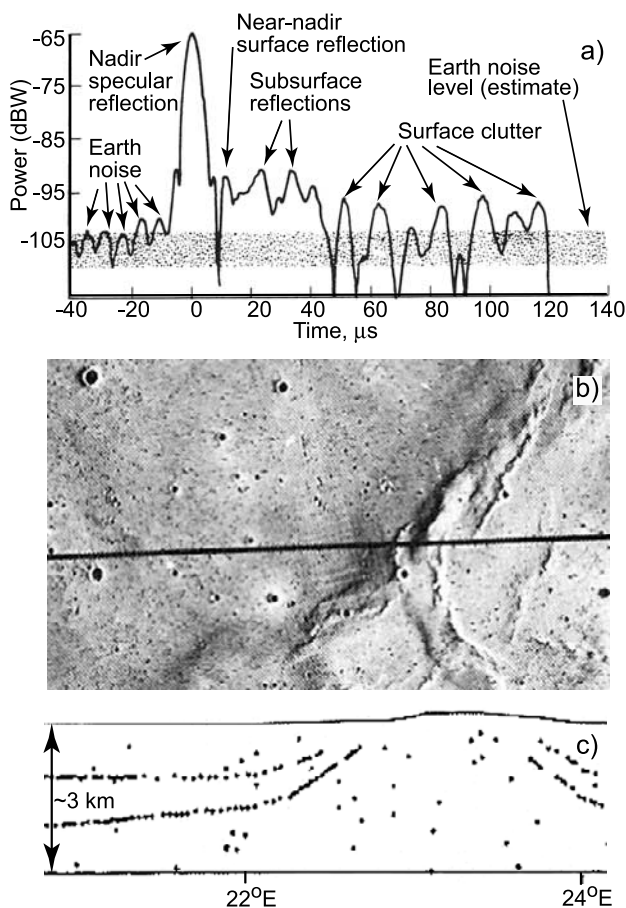 a)
Power (dBW)
-65
-75
-85
-95
-105
Nadir
specular
reflection
Near-nadir
surface reflection
Subsurface
reflections
Earth noise
level (estimate)
Surface clutter
Earth
noise
-40
-20
0
20
40
60
80
100
120
140
Time, μs
b)
c)
~3 km
22°E
24°E